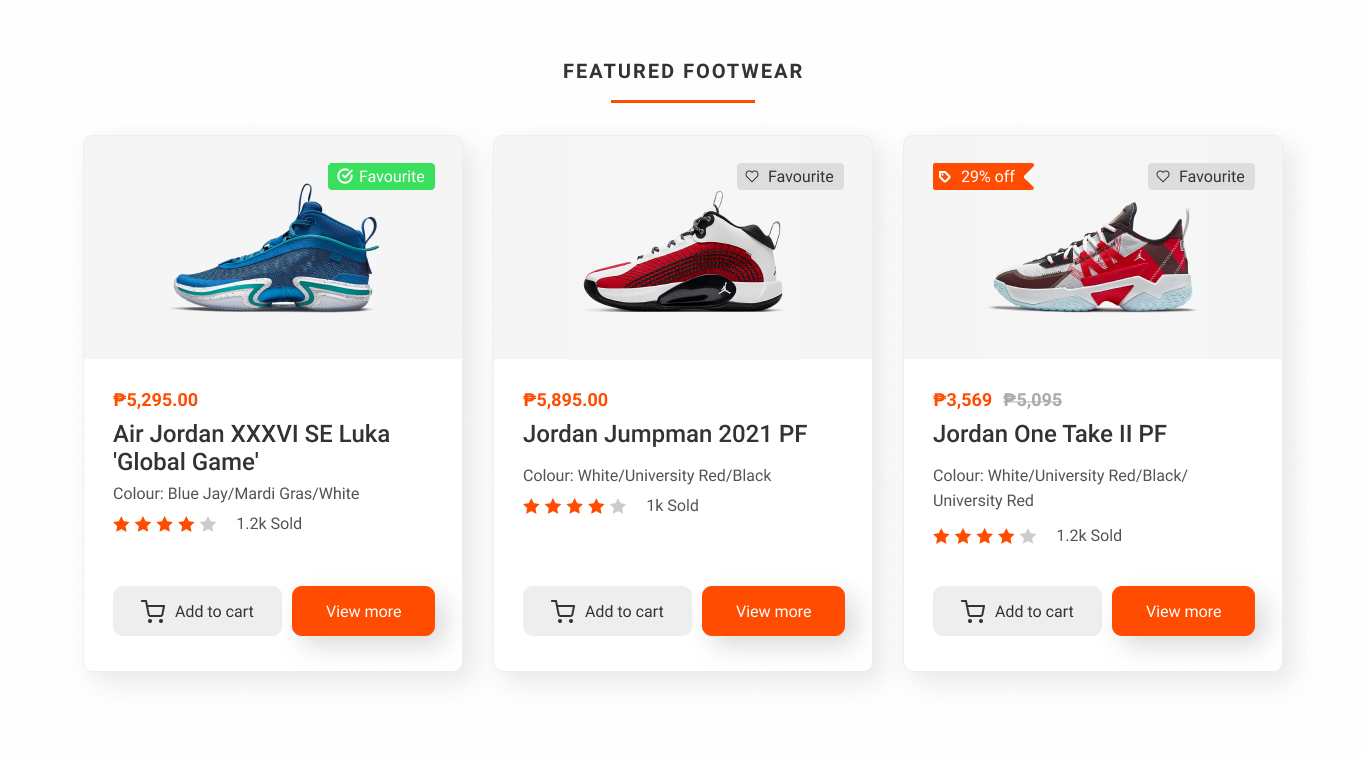 FEATURED FOOTWEAR
Favourite
₱5,295.00
Air Jordan XXXVI SE Luka
'Global Game'
Colour: Blue Jay/Mardi Gras/White
1.2k Sold
Add to cart
View more
Favourite
₱5,895.00
Jordan Jumpman 2021 PF
Colour: White/University Red/Black
1k Sold
Add to cart
View more
29% off
Favourite
₱3,569 ₱5,095
Jordan One Take II PF
Colour: White/University Red/Black/
University Red
1.2k Sold
Add to cart
View more